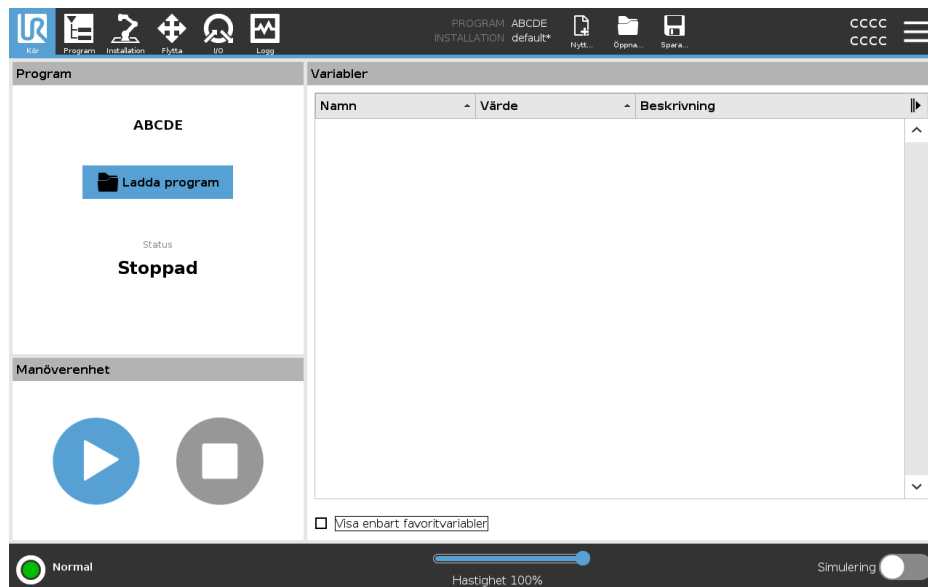 Kör
Program
Installation
Flytta
I/O
Logg
PROGRAM ABCDE
INSTALLATION default*
Nytt...
Öppna...
Spara...
CCCC
CCCC
Program
ABCDE
Ladda program
Status
Stoppad
Manöverenhet
Variabler
Namn Värde Beskrivning
Visa enbart favoritvariabler
Normal
Hastighet 100%
Simulering